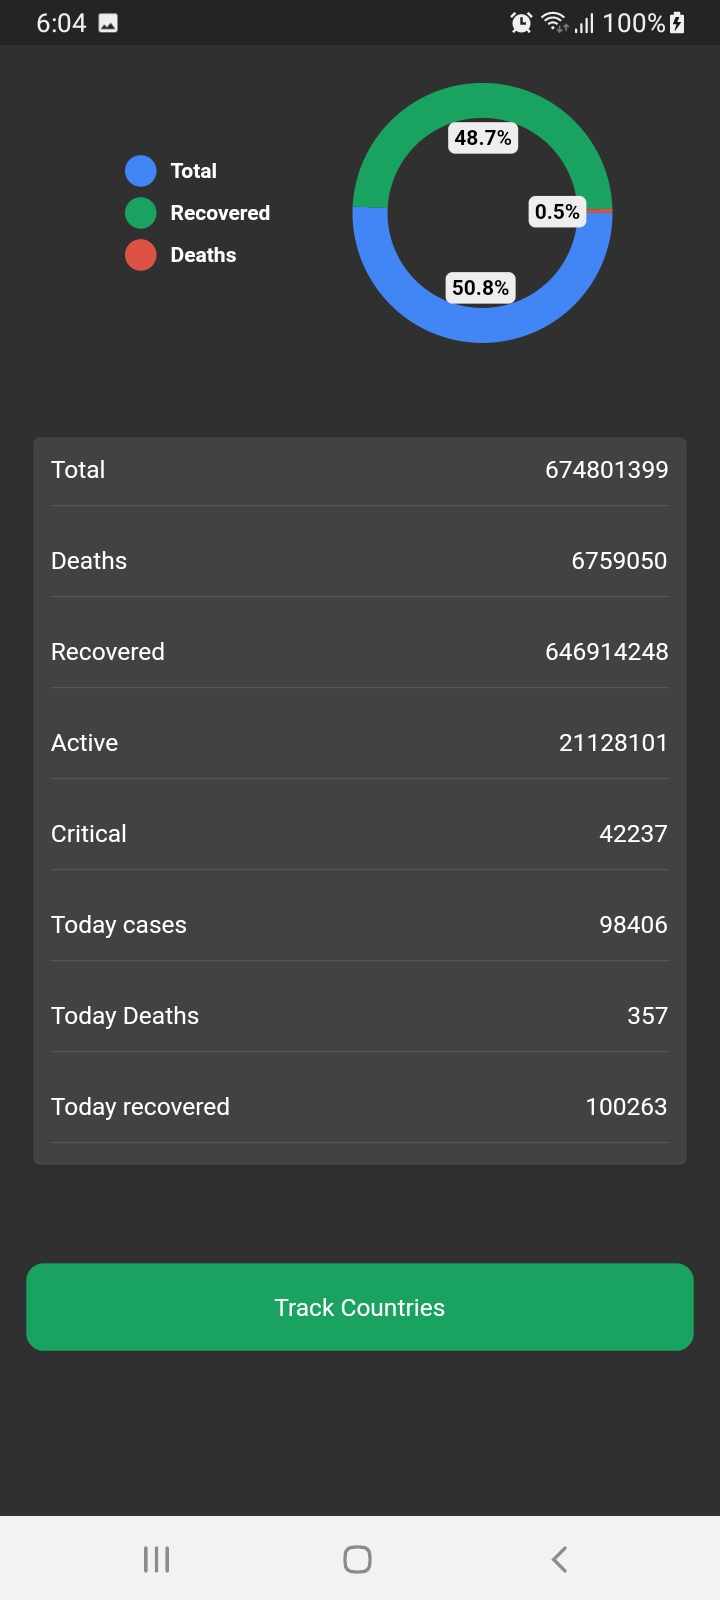 6:04 100%
Total
Recovered
Deaths
48.7%
0.5%
50.8%
Total 674801399
Deaths 6759050
Recovered 646914248
Active 21128101
Critical 42237
Today cases 98406
Today Deaths 357
Today recovered 100263
Track Countries